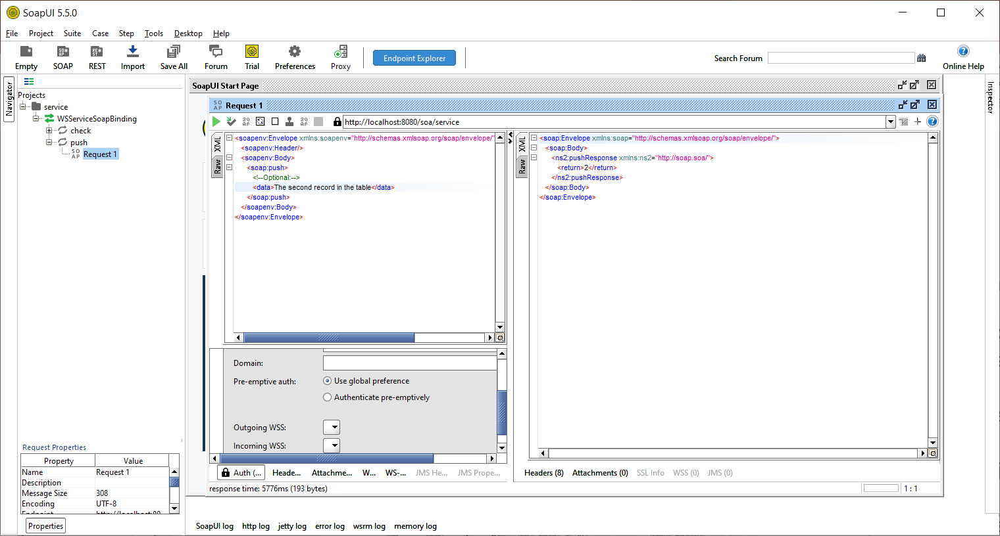 SoapUI 5.5.0
File Project Suite Case Step Tools Desktop Help
Empty SOAP REST Import Save All Forum Trial Preferences Proxy Endpoint Explorer Search Forum Online Help
Navigator
Inspector
SoapUI Start Page
Projects
service
WSServiceSoapBinding
check
push
Request 1
Request 1
http://localhost:8080/soa/service
XML
Raw
<soapenv:Envelope xmlns:soapenv="http://schemas.xmlsoap.org/soap/envelope/"
<soapenv:Header/>
<soapenv:Body>
<soap:push>
<!--Optional:-->
<data>The second record in the table</data>
</soap:push>
</soapenv:Body>
</soapenv:Envelope>
XML
Raw
<soap:Envelope xmlns:soap="http://schemas.xmlsoap.org/soap/envelope/">
<soap:Body>
<ns2:pushResponse xmlns:ns2="http://soap.soa/">
<return>2</return>
</ns2:pushResponse>
</soap:Body>
</soap:Envelope>
Domain:
Pre-emptive auth: Use global preference
Authenticate pre-emptively
Outgoing WSS:
Incoming WSS:
Auth (... Heade... Attachme... W... WS-... JMS He... JMS Prope...
Headers (8) Attachments (0) SSL Info WSS (0) JMS (0)
response time: 5776ms (193 bytes)
1 : 1
Request Properties
Property Value
Name Request 1
Description
Message Size 308
Encoding UTF-8
Endpoint http://localhost:80
Properties
SoapUI log http log jetty log error log wsrm log memory log